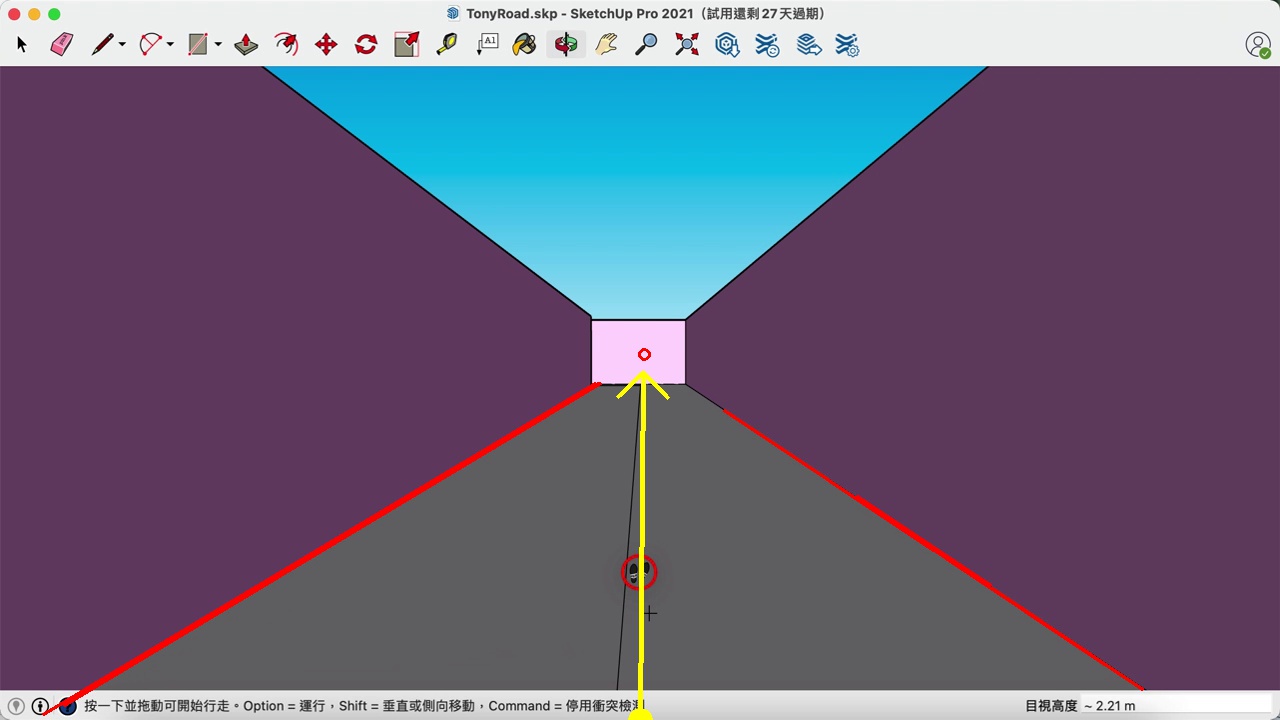 TonyRoad.skp - SketchUp Pro 2021（試用還剩 27 天過期）
A1
按一下並拖動可開始行走。Option = 運行，Shift = 垂直或側向移動，Command = 停用衝突檢測
目視高度 ~ 2.21 m